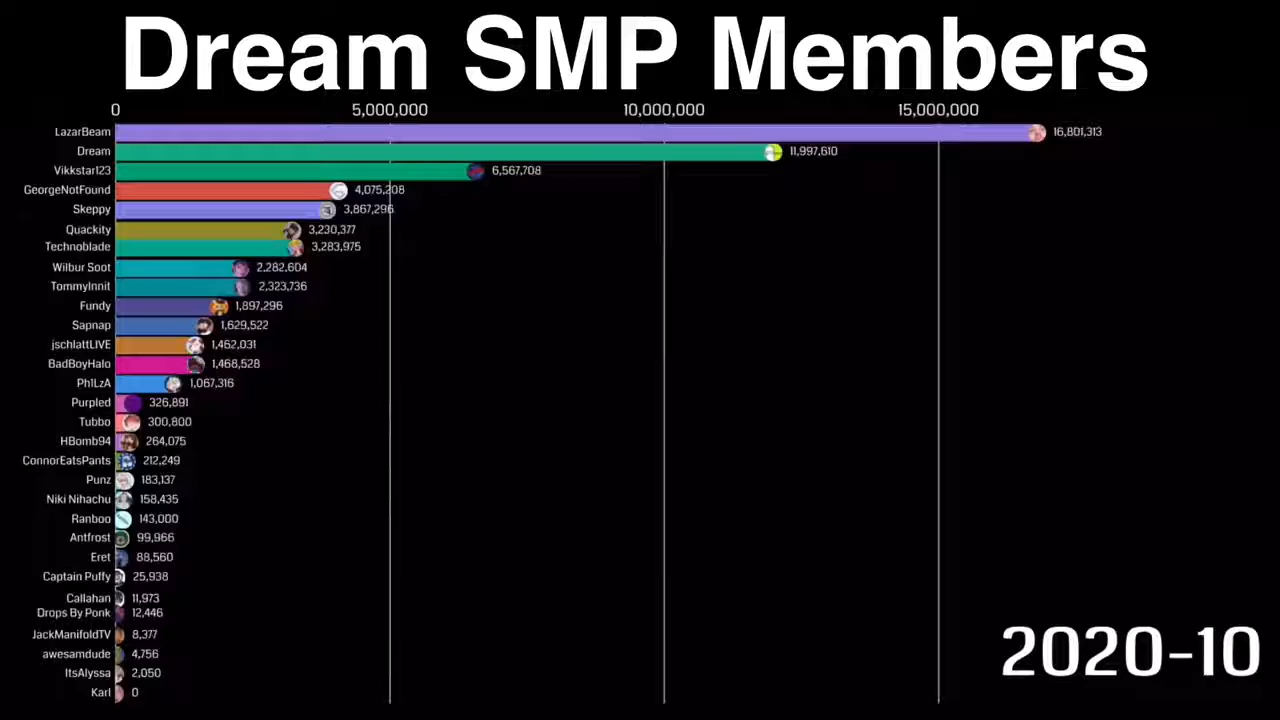 Dream SMP Members
0 5,000,000 10,000,000 15,000,000
LazarBeam 16,801,313
Dream 11,997,610
Vikkstar123 6,567,708
GeorgeNotFound 4,075,208
Skeppy 3,867,296
Quackity 3,230,377
Technoblade 3,283,975
Wilbur Soot 2,282,604
TommyInnit 2,323,736
Fundy 1,897,296
Sapnap 1,629,522
jschlattLIVE 1,462,031
BadBoyHalo 1,468,528
Ph1LzA 1,067,316
Purpled 326,891
Tubbo 300,800
HBomb94 264,075
ConnorEatsPants 212,249
Punz 183,137
Niki Nihachu 158,435
Ranboo 143,000
Antfrost 99,966
Eret 88,560
Captain Puffy 25,938
Callahan 11,973
Drops By Ponk 12,446
JackManifoldTV 8,377
awesamdude 4,756
ItsAlyssa 2,050
Karl 0
2020-10